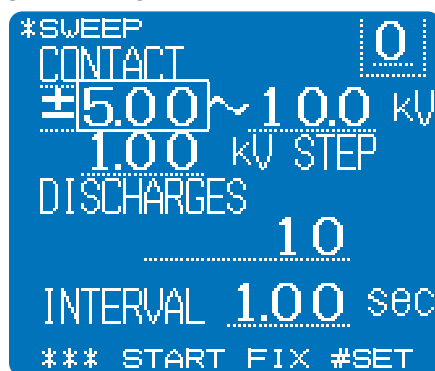 *SWEEP 0
CONTACT
±5.00~10.0 kV
1.00 kV STEP
DISCHARGES
10
INTERVAL 1.00 sec
*** START FIX #SET